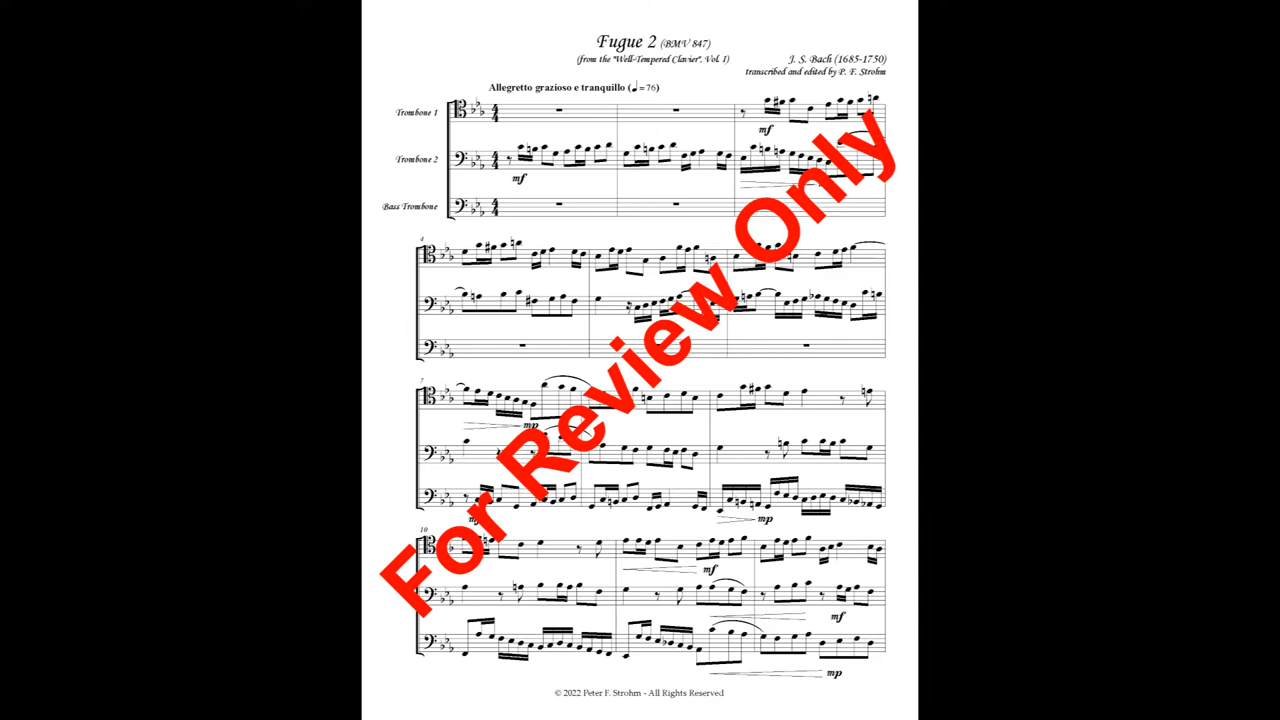 Fugue 2 (BMV 847)
(from the "Well-Tempered Clavier", Vol. 1)
J. S. Bach (1685-1750)
transcribed and edited by P. F. Strohm
Allegretto grazioso e tranquillo (♩=76)
Trombone 1
mf
Trombone 2
mf
Bass Trombone
4
7
mp
mf
mp
10
mf
mf
mp
For Review Only
© 2022 Peter F. Strohm - All Rights Reserved